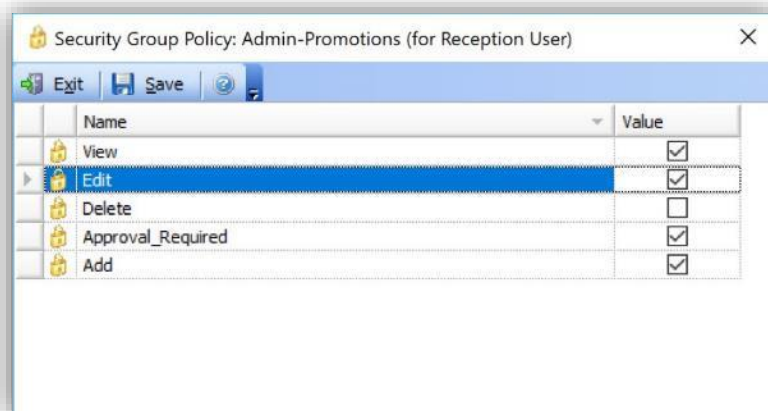 Security Group Policy: Admin-Promotions (for Reception User)
Exit Save
Name Value
View
Edit
Delete
Approval_Required
Add